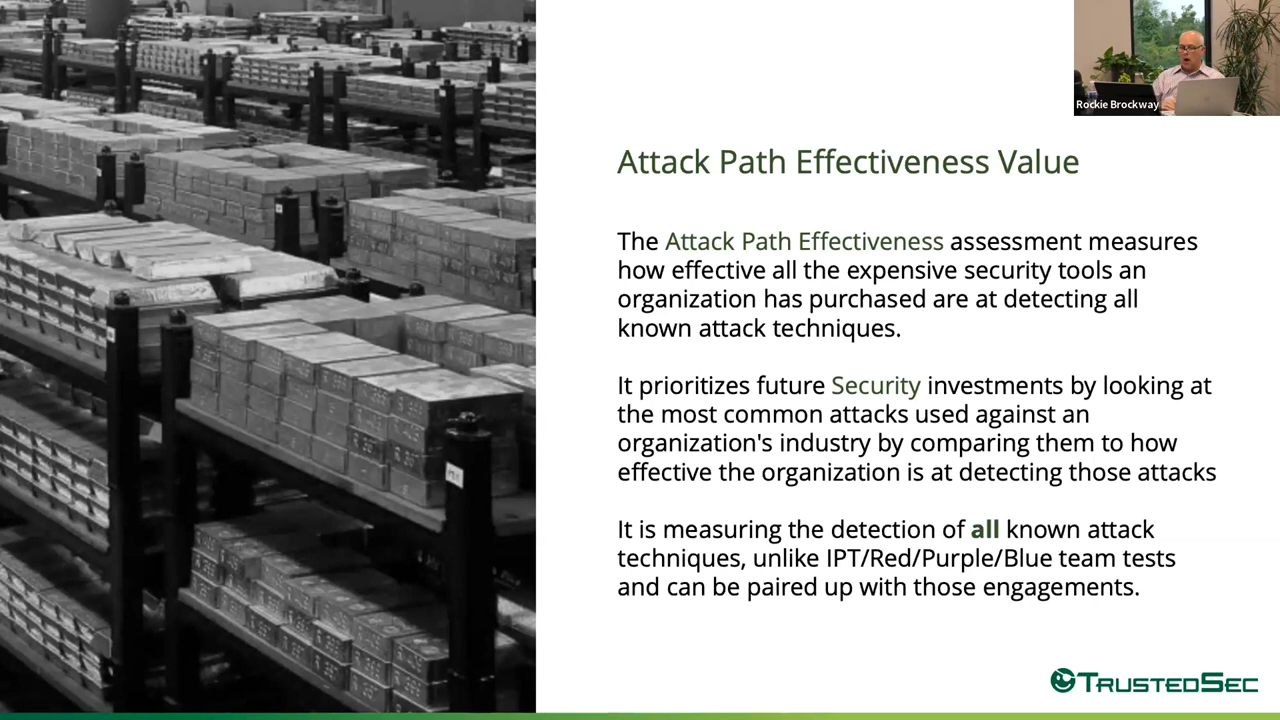 Rockie Brockway
Attack Path Effectiveness Value
The Attack Path Effectiveness assessment measures
how effective all the expensive security tools an
organization has purchased are at detecting all
known attack techniques.
It prioritizes future Security investments by looking at
the most common attacks used against an
organization's industry by comparing them to how
effective the organization is at detecting those attacks
It is measuring the detection of all known attack
techniques, unlike IPT/Red/Purple/Blue team tests
and can be paired up with those engagements.
TRUSTEDSEC